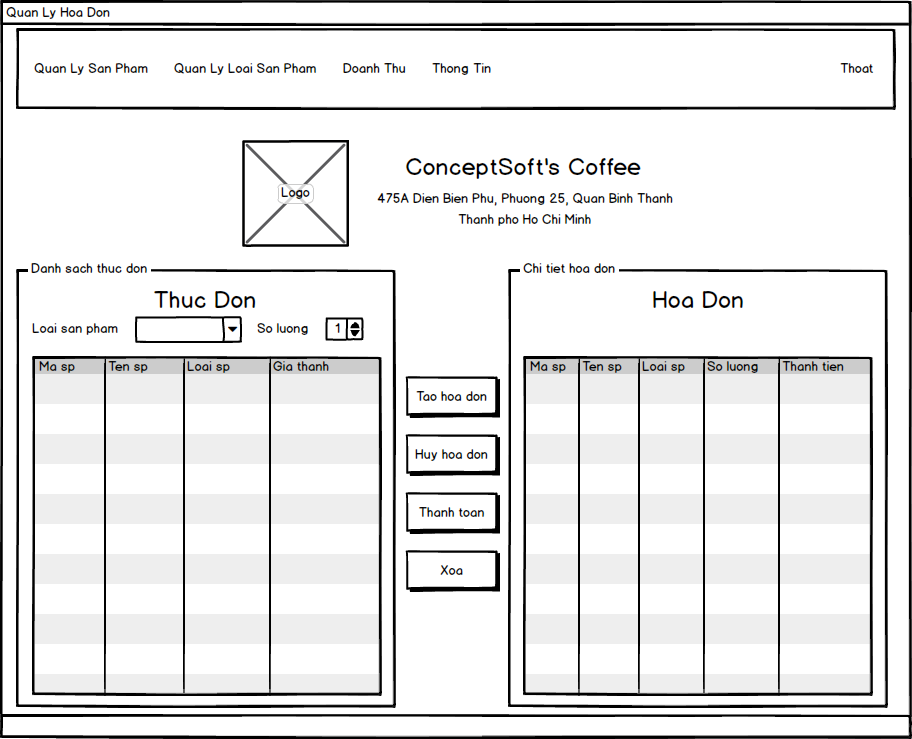 Quan Ly Hoa Don
Quan Ly San Pham Quan Ly Loai San Pham Doanh Thu Thong Tin Thoat
Logo
ConceptSoft's Coffee
475A Dien Bien Phu, Phuong 25, Quan Binh Thanh
Thanh pho Ho Chi Minh
Danh sach thuc don
Thuc Don
Loai san pham So luong 1
Ma sp Ten sp Loai sp Gia thanh
Tao hoa don
Huy hoa don
Thanh toan
Xoa
Chi tiet hoa don
Hoa Don
Ma sp Ten sp Loai sp So luong Thanh tien